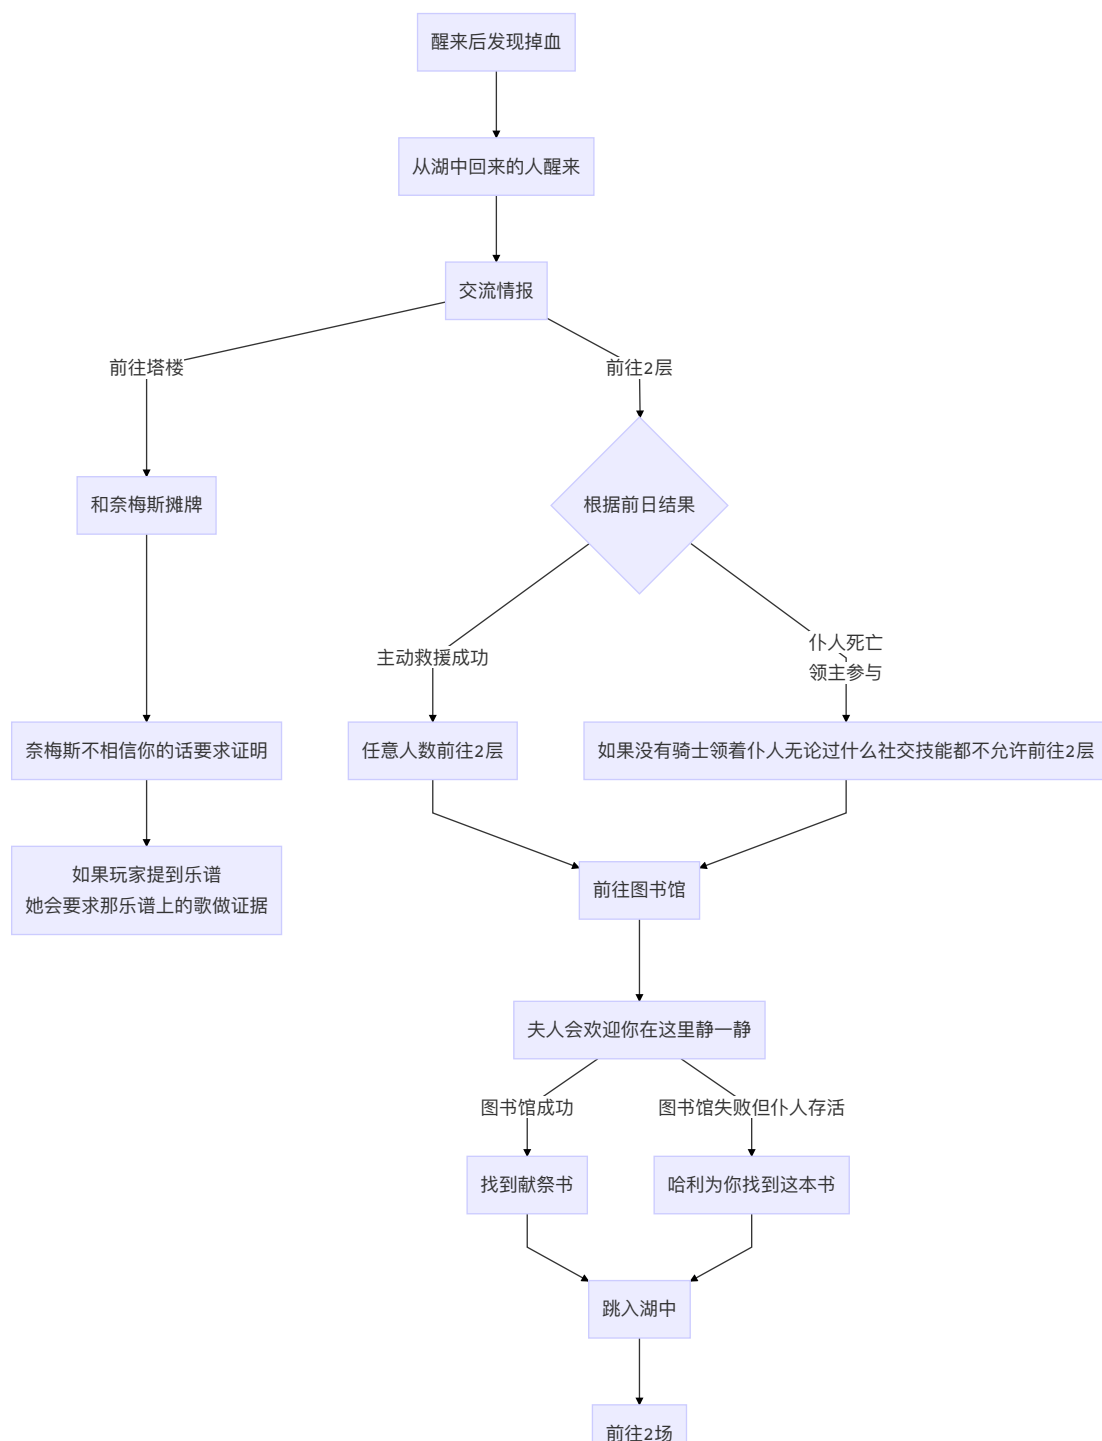 醒来后发现掉血
从湖中回来的人醒来
交流情报
前往塔楼
前往2层
和奈梅斯摊牌
根据前日结果
主动救援成功
仆人死亡
领主参与
奈梅斯不相信你的话要求证明
任意人数前往2层
如果没有骑士领着仆人无论过什么社交技能都不允许前往2层
如果玩家提到乐谱
她会要求那乐谱上的歌做证据
前往图书馆
夫人会欢迎你在这里静一静
图书馆成功
图书馆失败但仆人存活
找到献祭书
哈利为你找到这本书
跳入湖中
前往2场